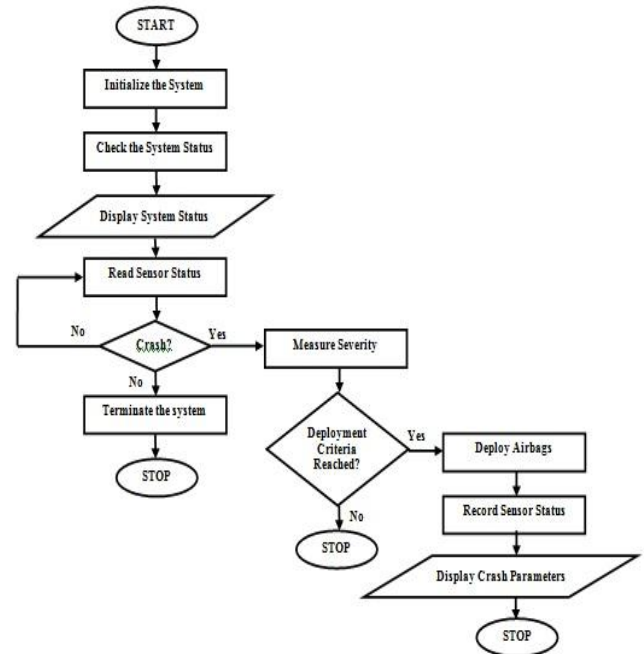 START
Initialize the System
Check the System Status
Display System Status
Read Sensor Status
No
Crash?
Yes
Measure Severity
No
Terminate the system
STOP
Deployment
Criteria
Reached?
Yes
Deploy Airbags
No
STOP
Record Sensor Status
Display Crash Parameters
STOP